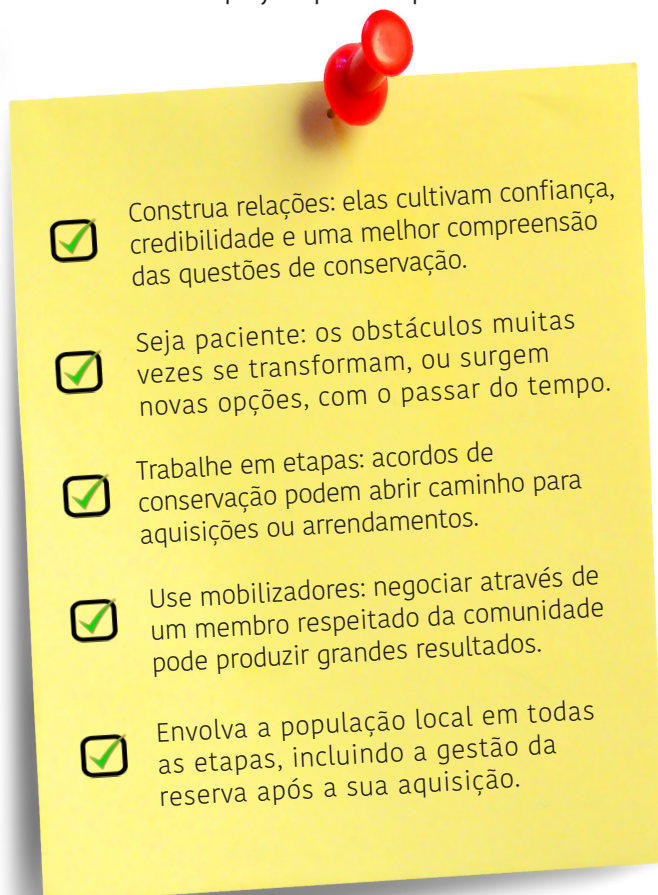 Construa relações: elas cultivam confiança,
credibilidade e uma melhor compreensão
das questões de conservação.
Seja paciente: os obstáculos muitas
vezes se transformam, ou surgem
novas opções, com o passar do tempo.
Trabalhe em etapas: acordos de
conservação podem abrir caminho para
aquisições ou arrendamentos.
Use mobilizadores: negociar através de
um membro respeitado da comunidade
pode produzir grandes resultados.
Envolva a população local em todas
as etapas, incluindo a gestão da
reserva após a sua aquisição.